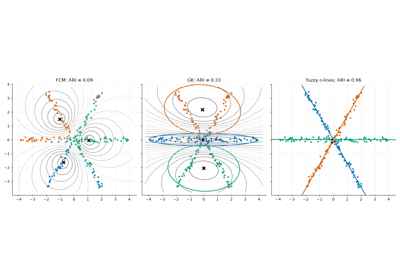 FCM: ARI = 0.09
GK: ARI = 0.33
fuzzy c-lines: ARI = 0.96
4
3
2
1
0
−1
−2
−3
−4 −3 −2 −1 0 1 2 3 4
−4 −3 −2 −1 0 1 2 3 4
−4 −3 −2 −1 0 1 2 3 4